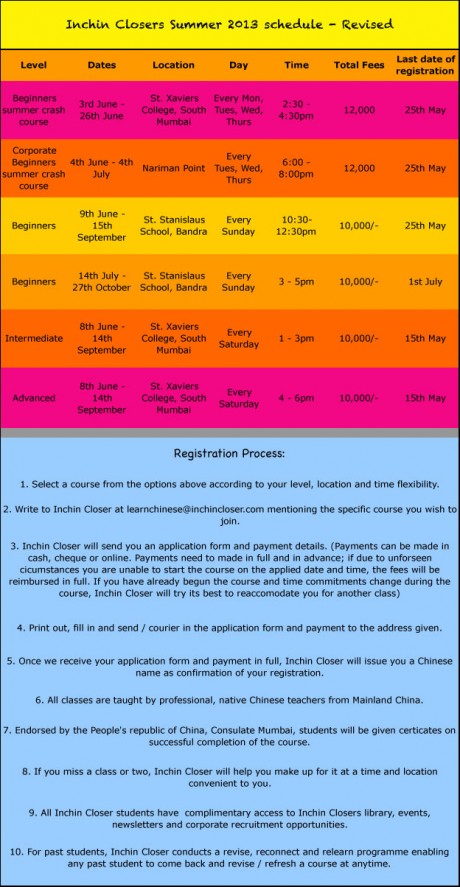 Inchin Closers Summer 2013 schedule - Revised
Level Dates Location Day Time Total Fees Last date of registration
Beginners summer crash course 3rd June - 26th June St. Xaviers College, South Mumbai Every Mon, Tues, Wed, Thurs 2:30 - 4:30pm 12,000 25th May
Corporate Beginners summer crash course 4th June - 4th July Nariman Point Every Tues, Wed, Thurs 6:00 - 8:00pm 12,000 25th May
Beginners 9th June - 15th September St. Stanislaus School, Bandra Every Sunday 10:30-12:30pm 10,000/- 25th May
Beginners 14th July - 27th October St. Stanislaus School, Bandra Every Sunday 3 - 5pm 10,000/- 1st July
Intermediate 8th June - 14th September St. Xaviers College, South Mumbai Every Saturday 1 - 3pm 10,000/- 15th May
Advanced 8th June - 14th September St. Xaviers College, South Mumbai Every Saturday 4 - 6pm 10,000/- 15th May
Registration Process:
1. Select a course from the options above according to your level, location and time flexibility.
2. Write to Inchin Closer at learnchinese@inchincloser.com mentioning the specific course you wish to
join.
3. Inchin Closer will send you an application form and payment details. (Payments can be made in
cash, cheque or online. Payments need to made in full and in advance; if due to unforseen
cicumstances you are unable to start the course on the applied date and time, the fees will be
reimbursed in full. If you have already begun the course and time commitments change during the
course, Inchin Closer will try its best to reaccomodate you for another class)
4. Print out, fill in and send / courier in the application form and payment to the address given.
5. Once we receive your application form and payment in full, Inchin Closer will issue you a Chinese
name as confirmation of your registration.
6. All classes are taught by professional, native Chinese teachers from Mainland China.
7. Endorsed by the People's republic of China, Consulate Mumbai, students will be given certicates on
successful completion of the course.
8. If you miss a class or two, Inchin Closer will help you make up for it at a time and location
convenient to you.
9. All Inchin Closer students have complimentary access to Inchin Closers library, events,
newsletters and corporate recruitment opportunities.
10. For past students, Inchin Closer conducts a revise, reconnect and relearn programme enabling
any past student to come back and revise / refresh a course at anytime.